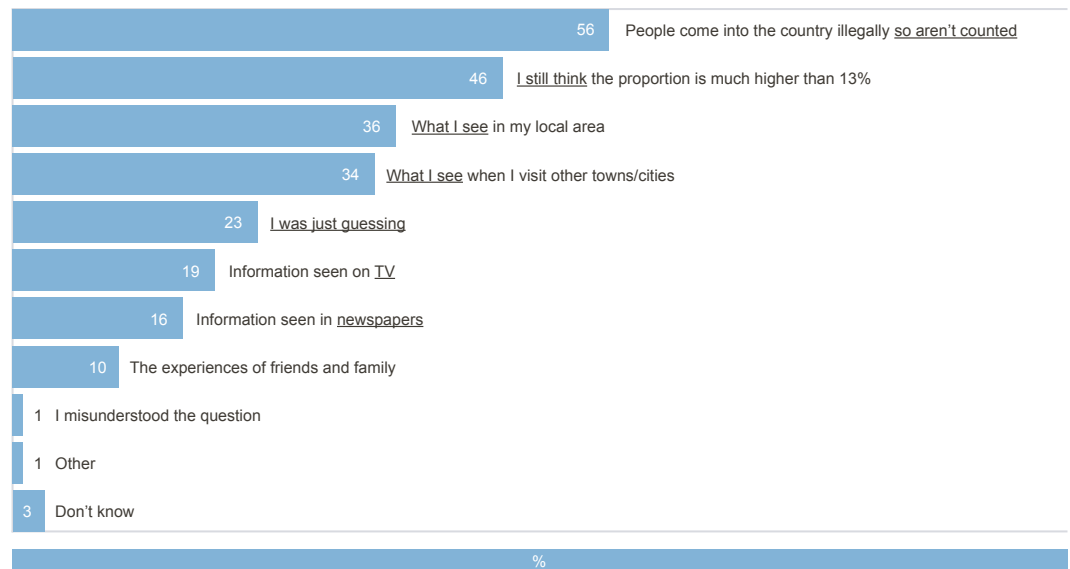 56 People come into the country illegally so aren’t counted
46 I still think the proportion is much higher than 13%
36 What I see in my local area
34 What I see when I visit other towns/cities
23 I was just guessing
19 Information seen on TV
16 Information seen in newspapers
10 The experiences of friends and family
1 I misunderstood the question
1 Other
3 Don’t know
%